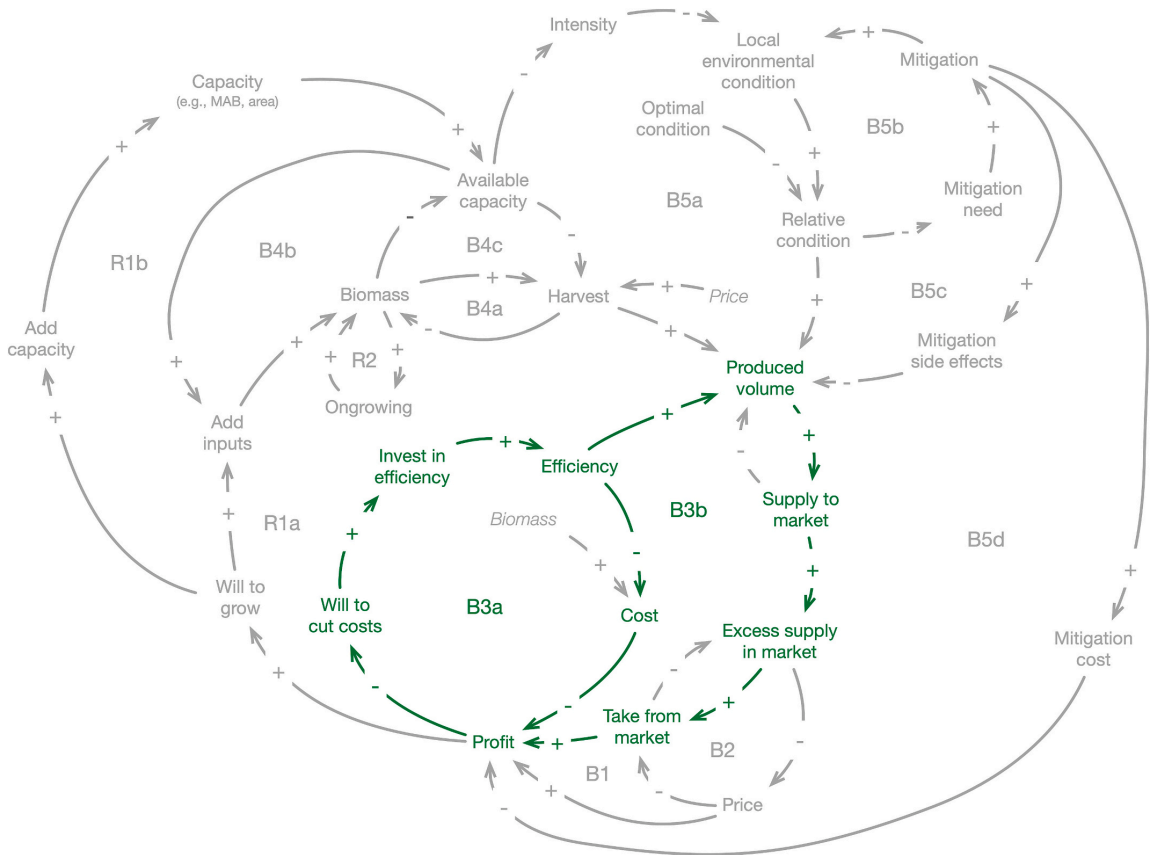 Intensity
Local
environmental
condition
Mitigation
Capacity
(e.g., MAB, area)
Optimal
condition
B5b
Available
capacity
Mitigation
need
B5a
Relative
condition
B4b
B4c
R1b
Biomass
B4a
Harvest
Price
B5c
Add
capacity
Mitigation
side effects
R2
Produced
volume
Ongrowing
Add
inputs
Invest in
efficiency
Efficiency
Supply to
market
B3b
R1a
Biomass
B5d
Will to
grow
Will to
cut costs
B3a
Cost
Excess supply
in market
Mitigation
cost
Take from
market
Profit
B2
B1
Price
+
-
-
+
+
-
+
+
-
-
+
-
-
+
+
+
-
+
+
+
+
+
+
-
+
+
+
-
+
+
+
-
+
+
+
+
-
-
+
+
-
-
+
-
+
-
-